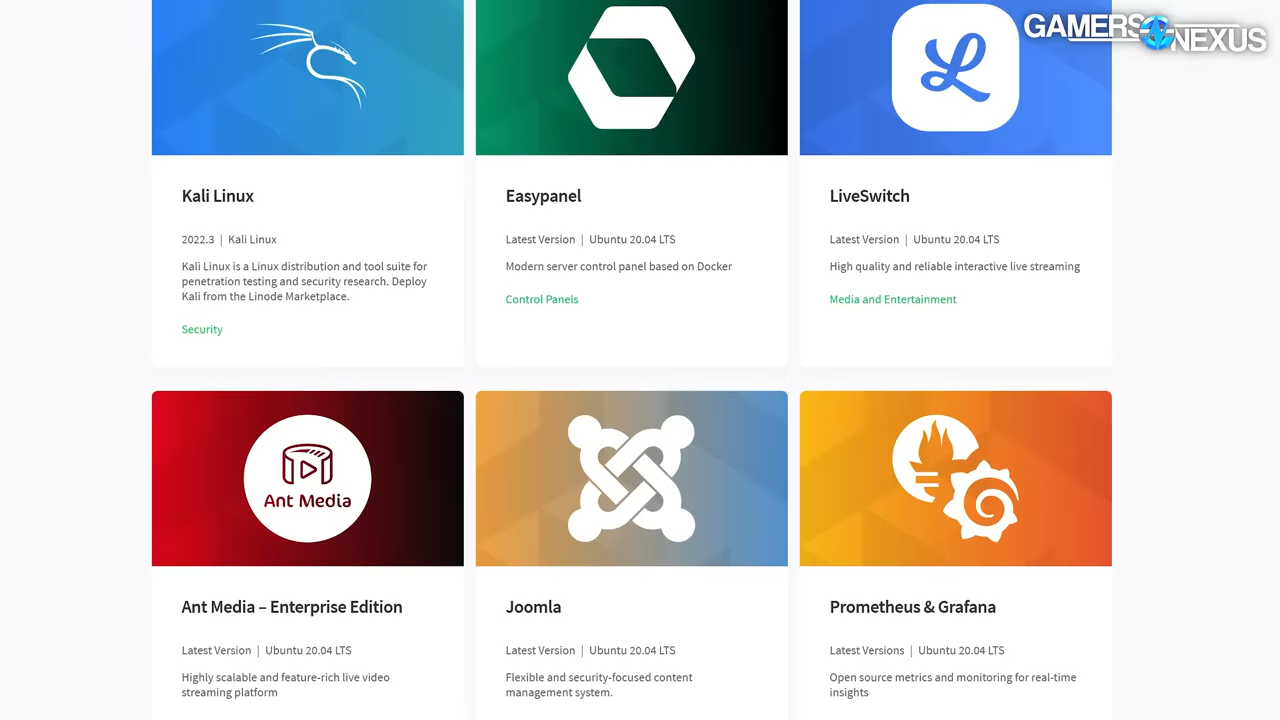 GAMERS NEXUS
L
Kali Linux
2022.3 | Kali Linux
Kali Linux is a Linux distribution and tool suite for
penetration testing and security research. Deploy
Kali from the Linode Marketplace.
Security
Easypanel
Latest Version | Ubuntu 20.04 LTS
Modern server control panel based on Docker
Control Panels
LiveSwitch
Latest Version | Ubuntu 20.04 LTS
High quality and reliable interactive live streaming
Media and Entertainment
Ant Media
Ant Media – Enterprise Edition
Latest Version | Ubuntu 20.04 LTS
Highly scalable and feature-rich live video
streaming platform
Joomla
Latest Version | Ubuntu 20.04 LTS
Flexible and security-focused content
management system.
Prometheus & Grafana
Latest Versions | Ubuntu 20.04 LTS
Open source metrics and monitoring for real-time
insights